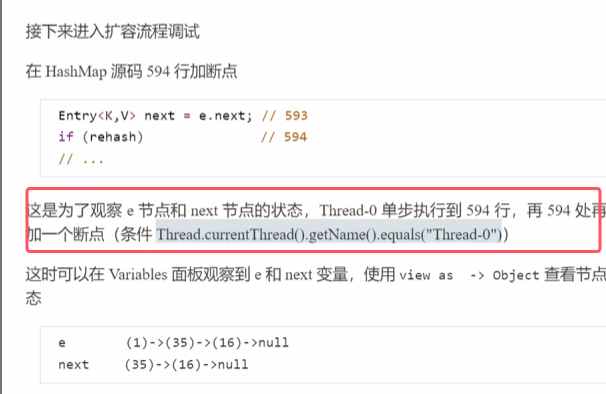 接下来进入扩容流程调试
在 HashMap 源码 594 行加断点
Entry<K,V> next = e.next; // 593
if (rehash) // 594
// ...
这是为了观察 e 节点和 next 节点的状态，Thread-0 单步执行到 594 行，再 594 处再
加一个断点（条件 Thread.currentThread().getName().equals("Thread-0")）
这时可以在 Variables 面板观察到 e 和 next 变量，使用 view as -> Object 查看节点
态
e (1)->(35)->(16)->null
next (35)->(16)->null